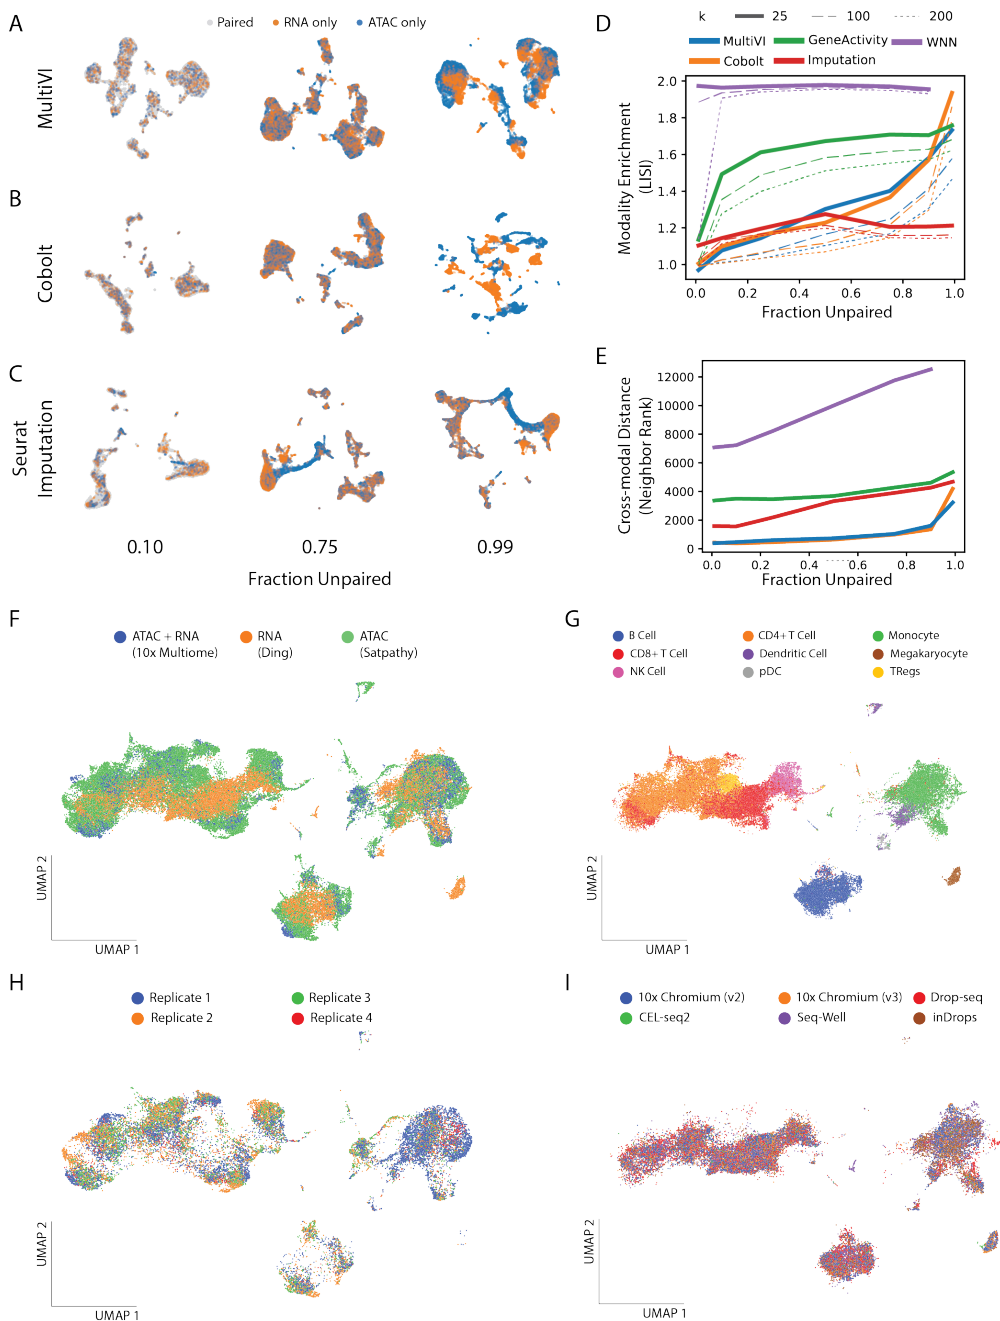 A
Paired
RNA only
ATAC only
MultiVI
B
Cobolt
C
Seurat
Imputation
0.10
0.75
0.99
Fraction Unpaired
D
k
25
100
200
MultiVI
GeneActivity
WNN
Cobolt
Imputation
2.0
1.8
1.6
1.4
1.2
1.0
Modality Enrichment
(LISI)
0.0
0.2
0.4
0.6
0.8
1.0
Fraction Unpaired
E
12000
10000
8000
6000
4000
2000
0
Cross-modal Distance
(Neighbor Rank)
0.0
0.2
0.4
0.6
0.8
1.0
Fraction Unpaired
F
ATAC + RNA
(10x Multiome)
RNA
(Ding)
ATAC
(Satpathy)
UMAP 2
UMAP 1
G
B Cell
CD4+ T Cell
Monocyte
CD8+ T Cell
Dendritic Cell
Megakaryocyte
NK Cell
pDC
TRegs
UMAP 2
UMAP 1
H
Replicate 1
Replicate 3
Replicate 2
Replicate 4
UMAP 2
UMAP 1
I
10x Chromium (v2)
10x Chromium (v3)
Drop-seq
CEL-seq2
Seq-Well
inDrops
UMAP 2
UMAP 1